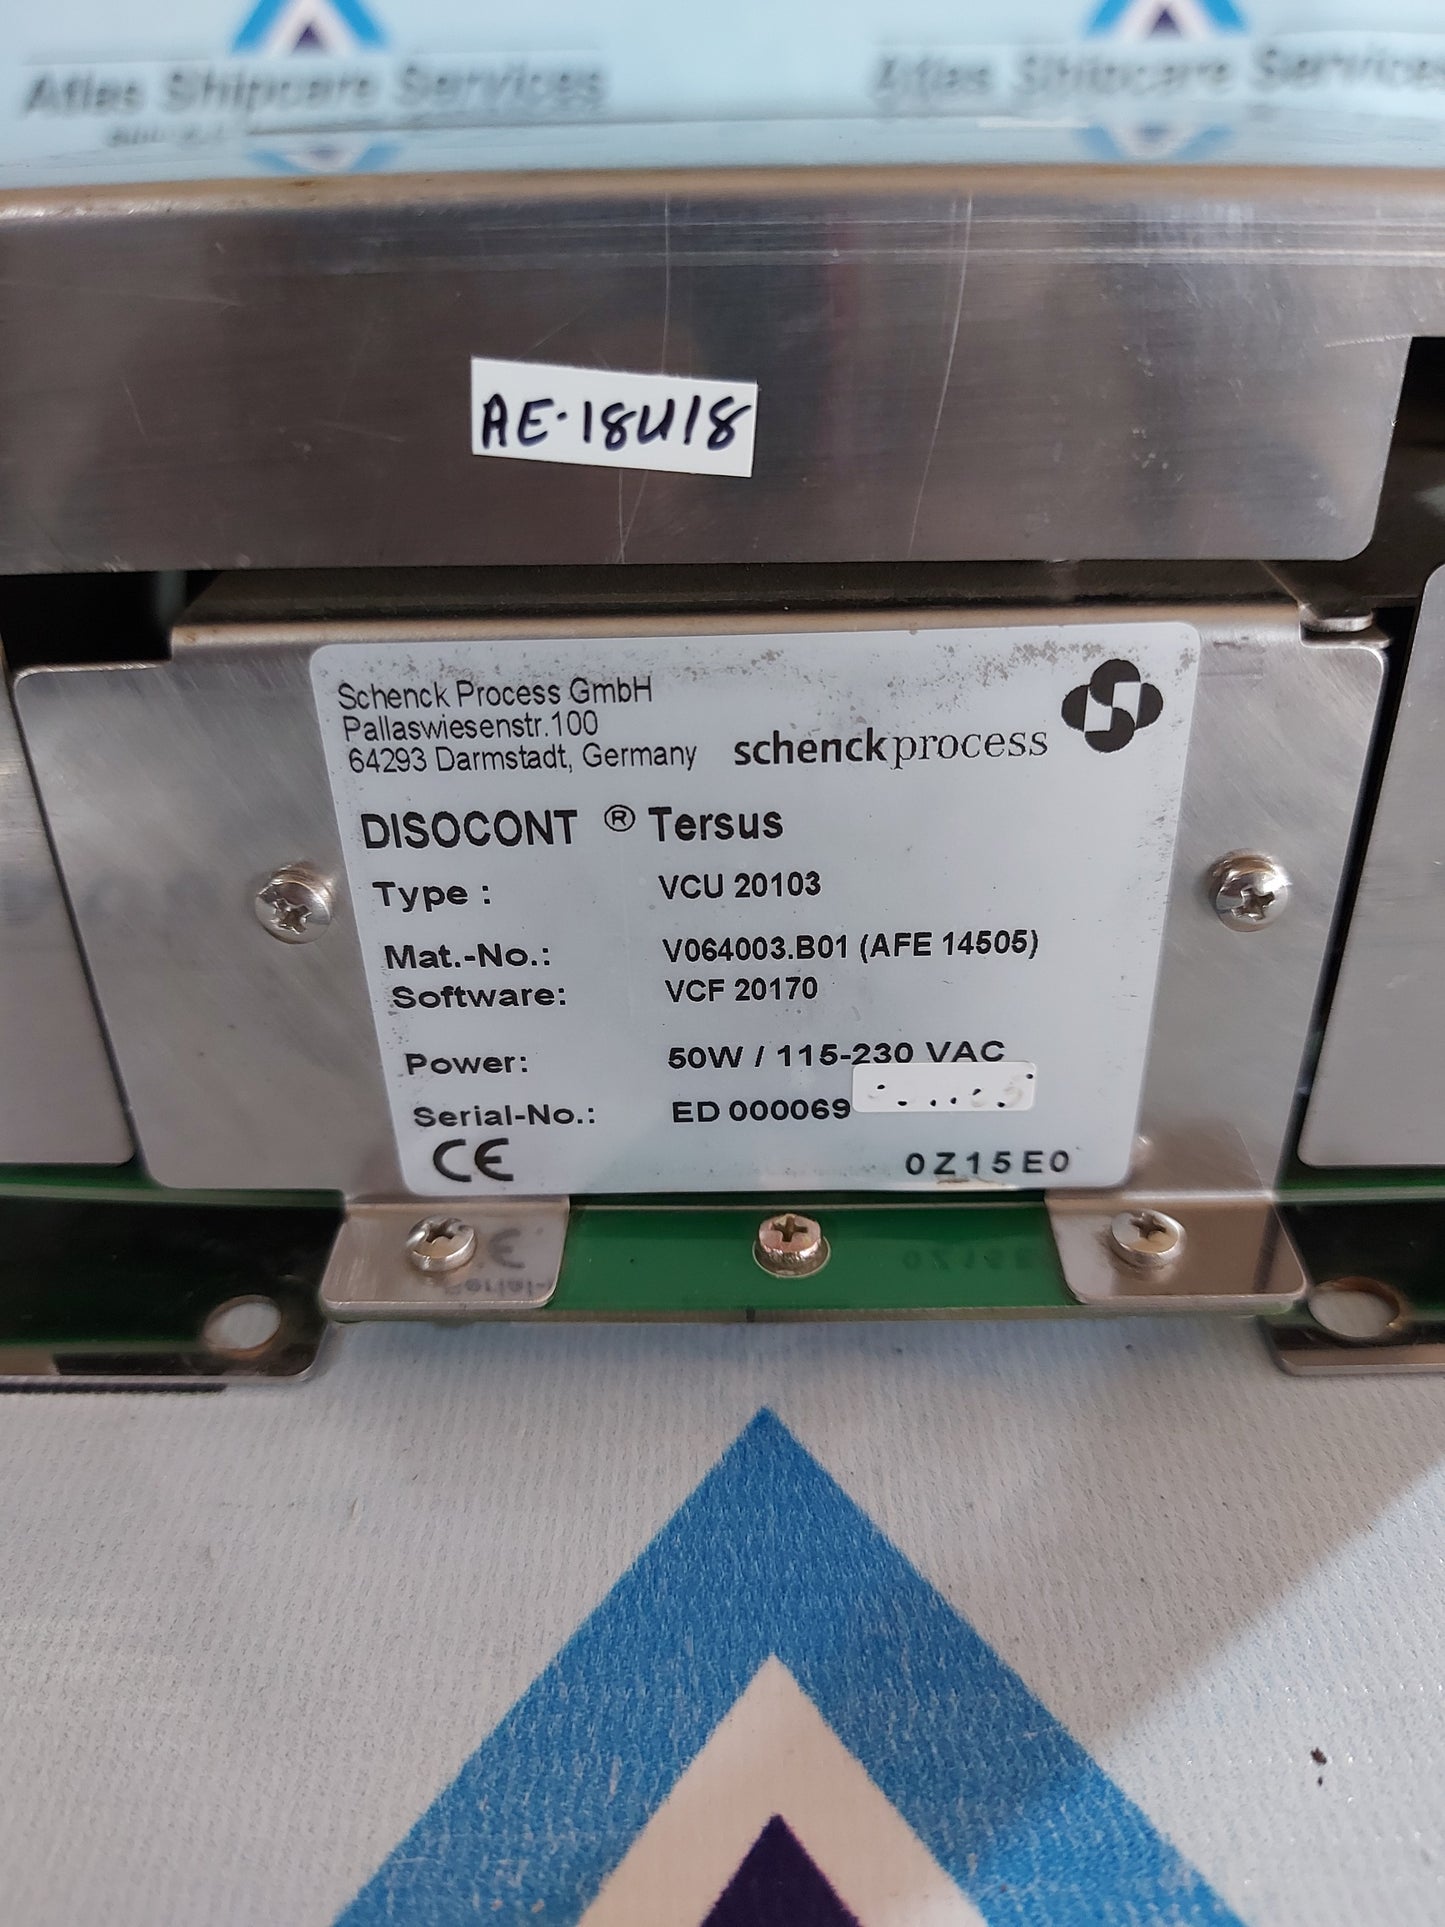 Atlas Shipcare Services
Atlas Shipcare Services
AE-18U18
Schenck Process GmbH
Pallaswiesenstr.100
64293 Darmstadt, Germany
schenckprocess
DISOCONT ® Tersus
Type : VCU 20103
Mat.-No.: V064003.B01 (AFE 14505)
Software: VCF 20170
Power: 50W / 115-230 VAC
Serial-No.: ED 000069
CE
0Z15E0